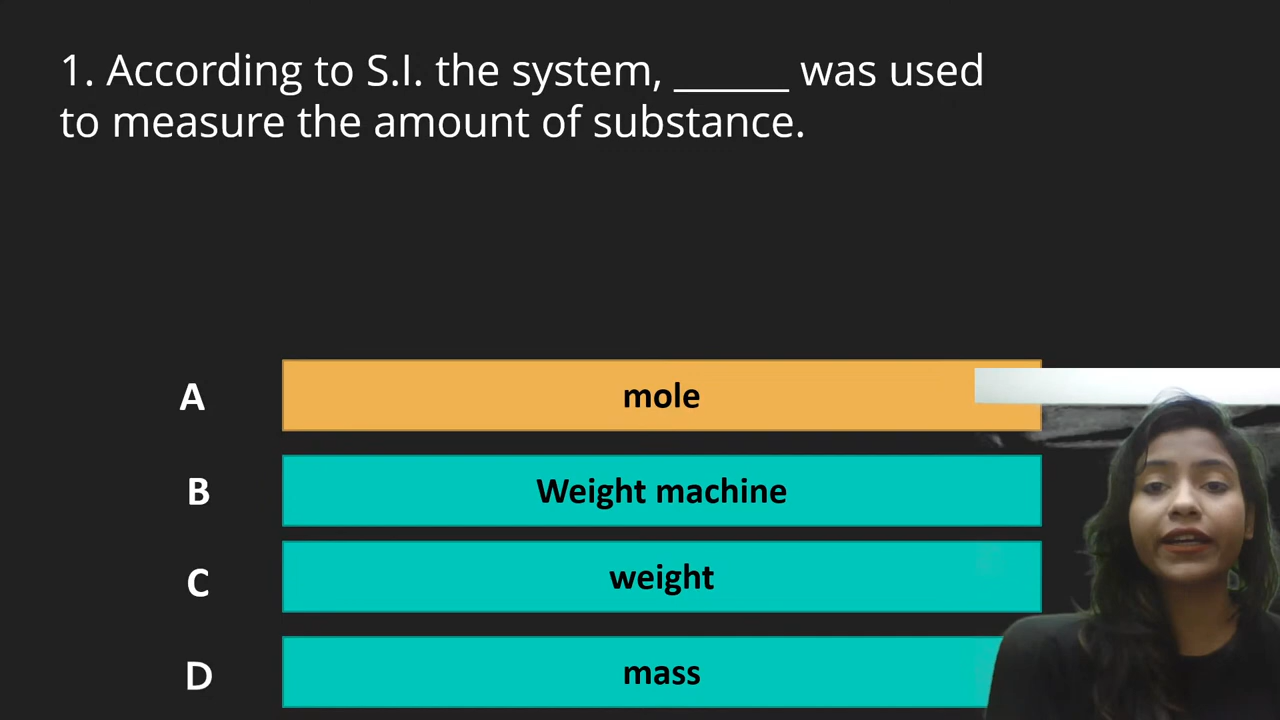 1. According to S.I. the system, ______ was used
to measure the amount of substance.
A mole
B Weight machine
C weight
D mass